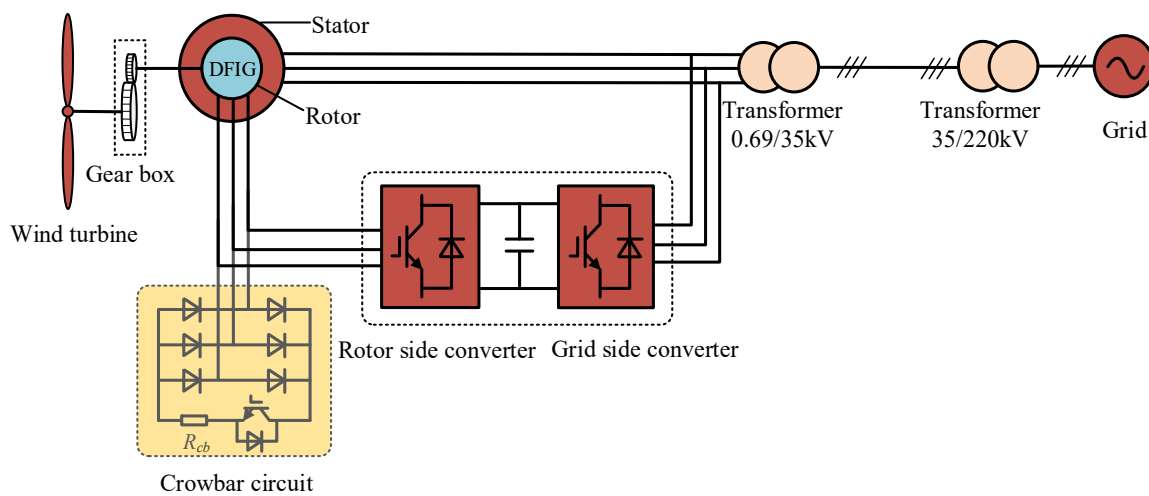 Stator
DFIG
Rotor
Transformer
0.69/35kV
Transformer
35/220kV
Grid
Gear box
Wind turbine
Rotor side converter
Grid side converter
R_cb
Crowbar circuit